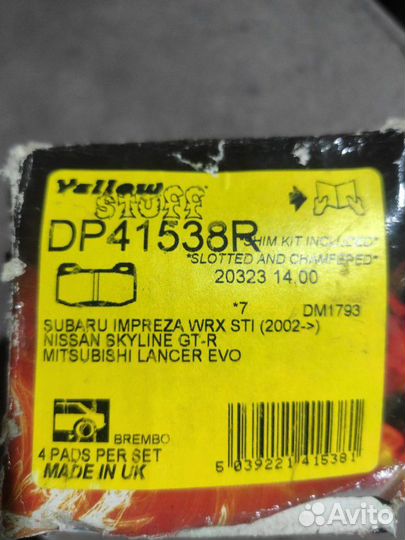 Yellow
STUFF
DP41538R
SHIM KIT INCLUDED*
*SLOTTED AND CHAMFERED*
20323 14,00
*7 DM1793
SUBARU IMPREZA WRX STI (2002->)
NISSAN SKYLINE GT-R
MITSUBISHI LANCER EVO
BREMBO
4 PADS PER SET
MADE IN UK
5 039221 415381
Avito